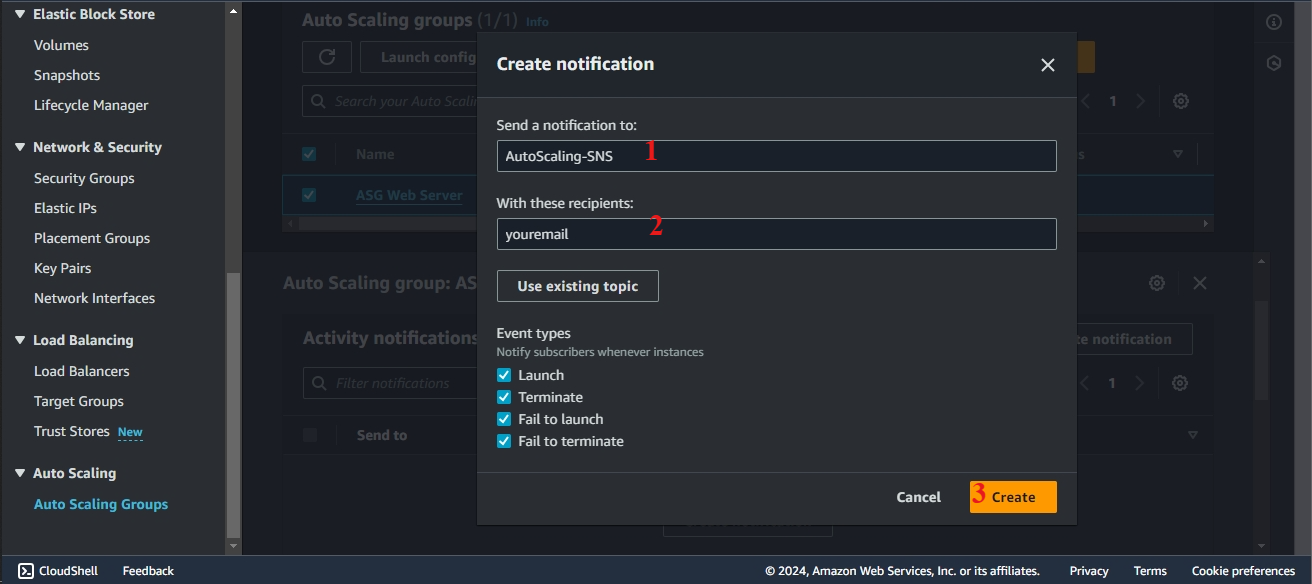 Elastic Block Store
Volumes
Snapshots
Lifecycle Manager
Network & Security
Security Groups
Elastic IPs
Placement Groups
Key Pairs
Network Interfaces
Load Balancing
Load Balancers
Target Groups
Trust Stores New
Auto Scaling
Auto Scaling Groups
Auto Scaling groups (1/1) Info
Launch config
Search your Auto Scali
1
Name
s
ASG Web Server
Auto Scaling group: AS
Activity notifications
te notification
Filter notifications
1
Send to
Create notification
Send a notification to:
AutoScaling-SNS 1
With these recipients:
youremail 2
Use existing topic
Event types
Notify subscribers whenever instances
Launch
Terminate
Fail to launch
Fail to terminate
Cancel
3 Create
CloudShell Feedback © 2024, Amazon Web Services, Inc. or its affiliates. Privacy Terms Cookie preferences